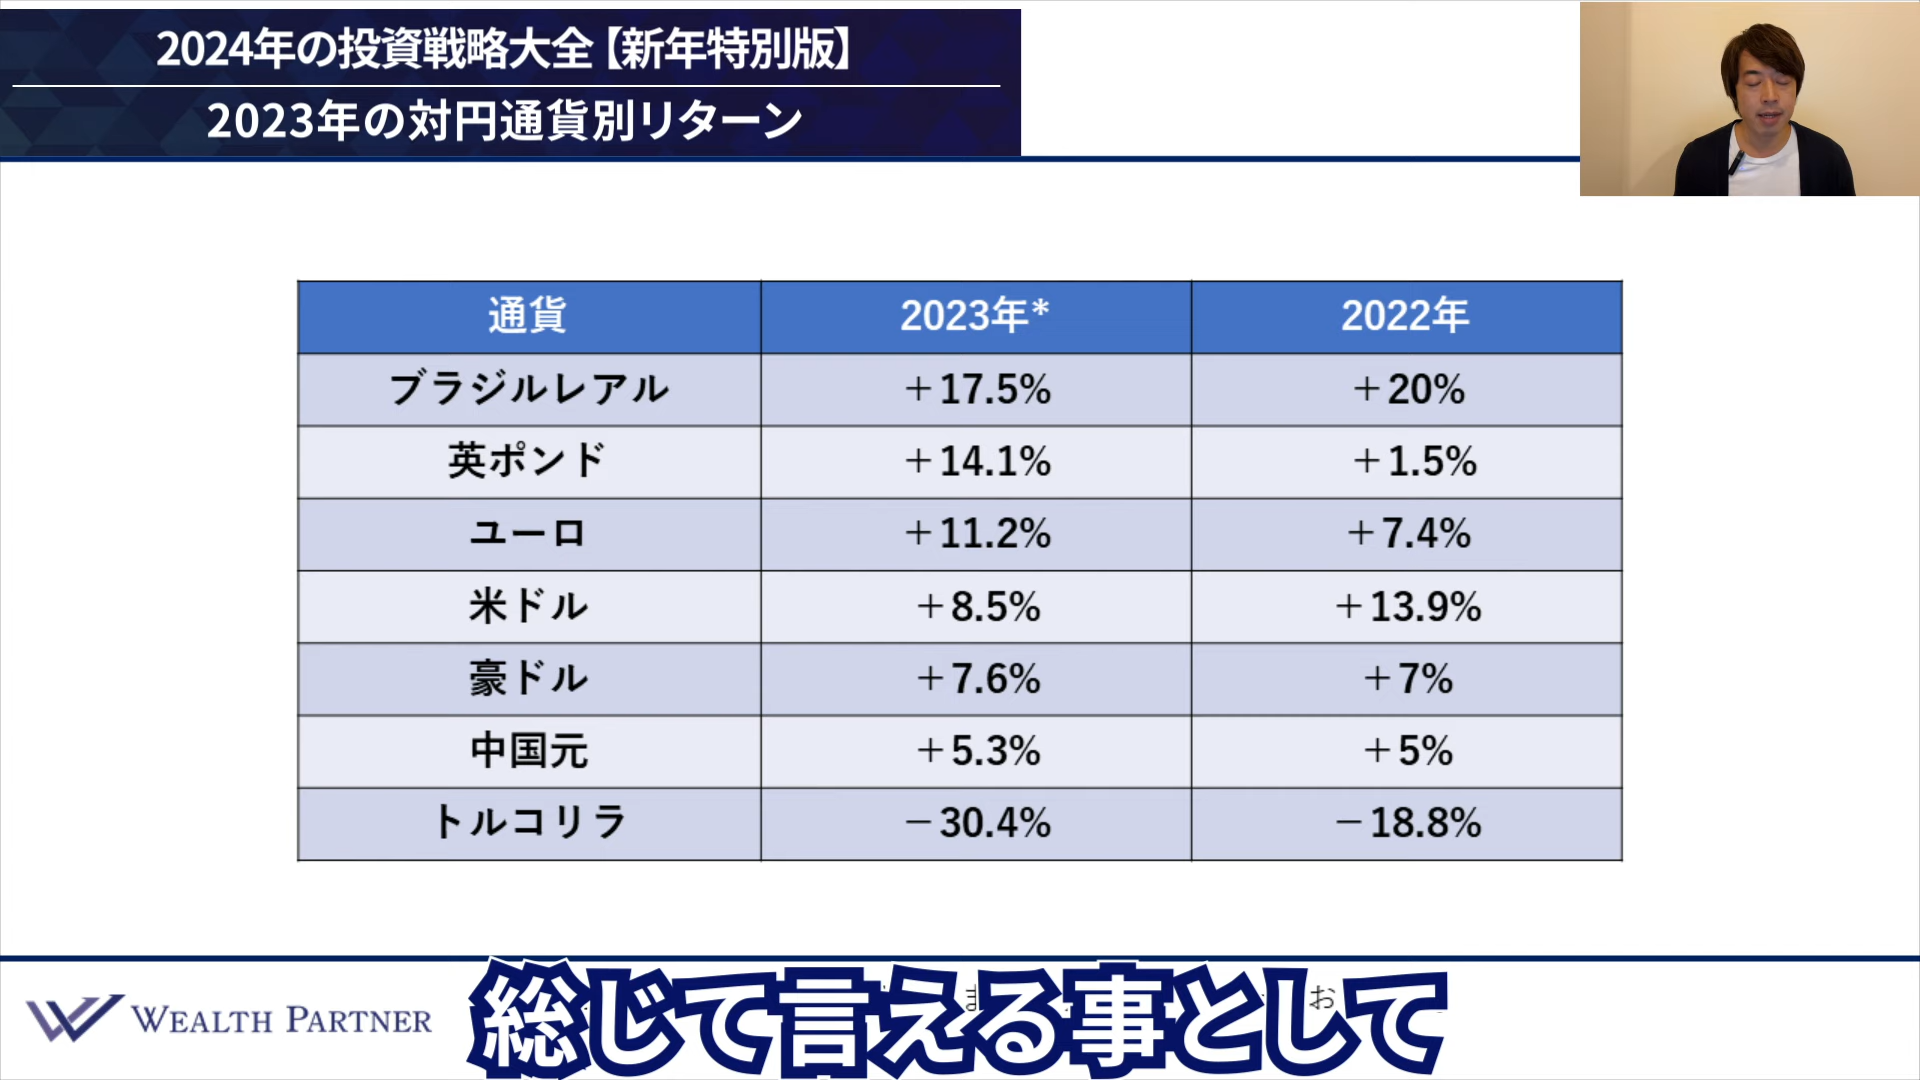 2024年の投資戦略大全【新年特別版】
2023年の対円通貨別リターン
通貨 2023年* 2022年
ブラジルレアル +17.5% +20%
英ポンド +14.1% +1.5%
ユーロ +11.2% +7.4%
米ドル +8.5% +13.9%
豪ドル +7.6% +7%
中国元 +5.3% +5%
トルコリラ -30.4% -18.8%
WEALTH PARTNER
総じて言える事として